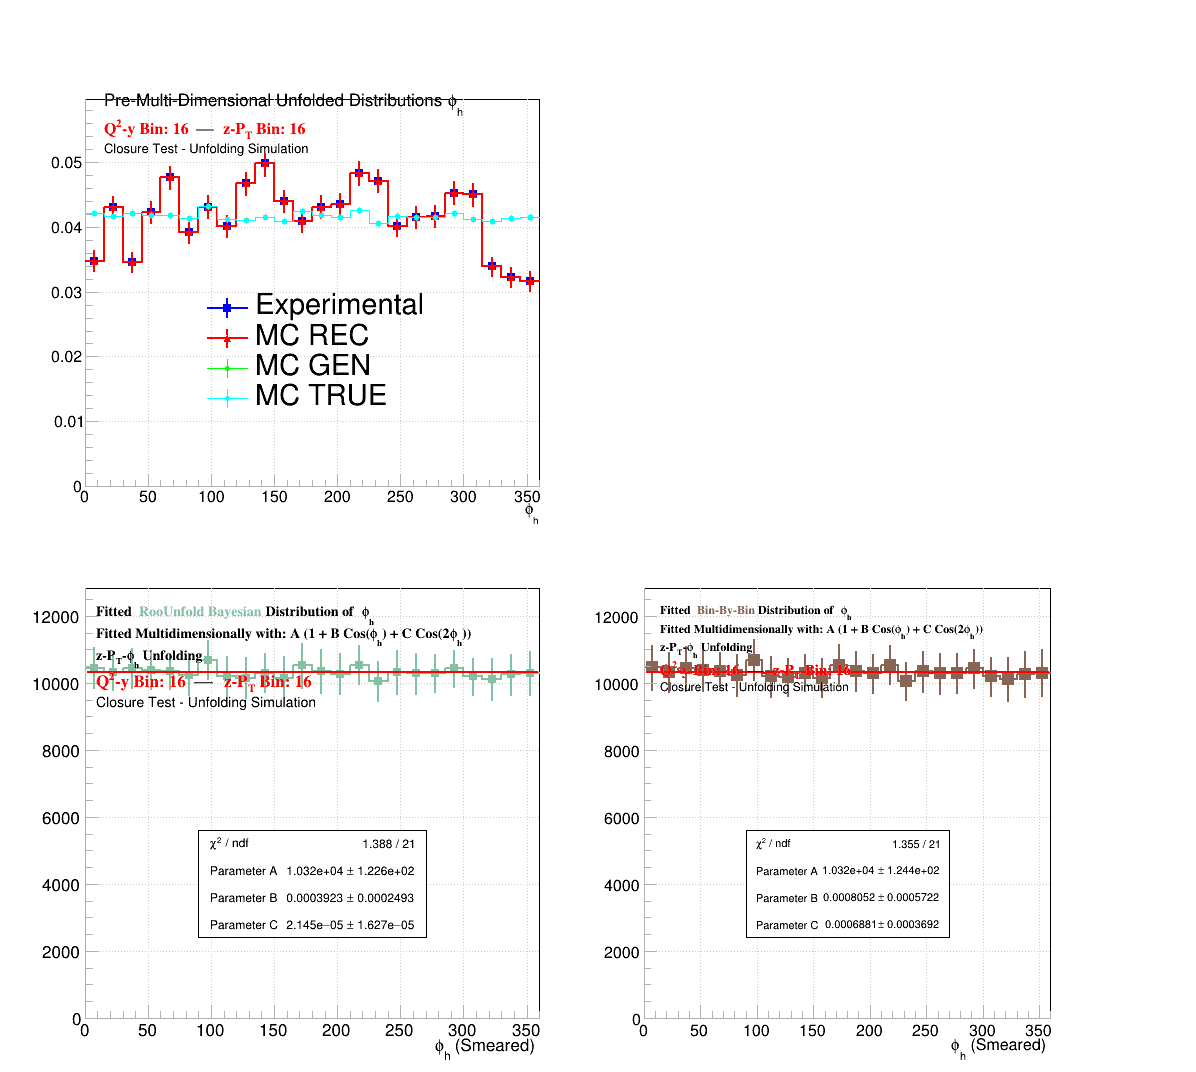 Pre-Multi-Dimensional Unfolded Distributions ϕh
Q²-y Bin: 16 — z-PT Bin: 16
Closure Test - Unfolding Simulation
0.05
0.04
0.03
0.02
0.01
0
Experimental
MC REC
MC GEN
MC TRUE
0 50 100 150 200 250 300 350
ϕh
Fitted RooUnfold Bayesian Distribution of ϕh
Fitted Multidimensionally with: A (1 + B Cos(ϕh) + C Cos(2ϕh))
z-PT-ϕh Unfolding
Q²-y Bin: 16 — z-PT Bin: 16
Closure Test - Unfolding Simulation
12000
10000
8000
6000
4000
2000
0
χ² / ndf 1.388 / 21
Parameter A 1.032e+04 ± 1.226e+02
Parameter B 0.0003923 ± 0.0002493
Parameter C 2.145e−05 ± 1.627e−05
0 50 100 150 200 250 300 350
ϕh (Smeared)
Fitted Bin-By-Bin Distribution of ϕh
Fitted Multidimensionally with: A (1 + B Cos(ϕh) + C Cos(2ϕh))
z-PT-ϕh Unfolding
Q²-y Bin: 16 — z-PT Bin: 16
Closure Test - Unfolding Simulation
12000
10000
8000
6000
4000
2000
0
χ² / ndf 1.355 / 21
Parameter A 1.032e+04 ± 1.244e+02
Parameter B 0.0008052 ± 0.0005722
Parameter C 0.0006881 ± 0.0003692
0 50 100 150 200 250 300 350
ϕh (Smeared)